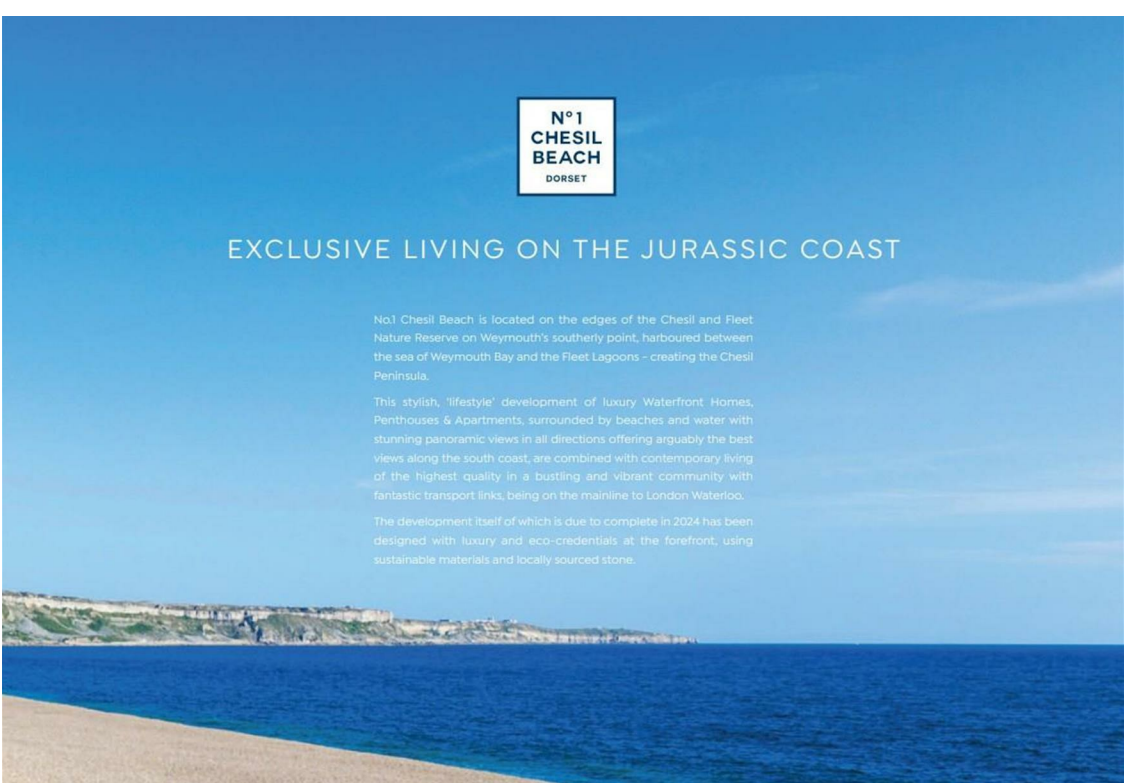 N° 1
CHESIL
BEACH
DORSET
EXCLUSIVE LIVING ON THE JURASSIC COAST
No.1 Chesil Beach is located on the edges of the Chesil and Fleet
Nature Reserve on Weymouth's southerly point, harboured between
the sea of Weymouth Bay and the Fleet Lagoons – creating the Chesil
Peninsula.
This stylish, 'lifestyle' development of luxury Waterfront Homes,
Penthouses & Apartments, surrounded by beaches and water with
stunning panoramic views in all directions offering arguably the best
views along the south coast, are combined with contemporary living
of the highest quality in a bustling and vibrant community with
fantastic transport links, being on the mainline to London Waterloo.
The development itself of which is due to complete in 2024 has been
designed with luxury and eco-credentials at the forefront, using
sustainable materials and locally sourced stone.